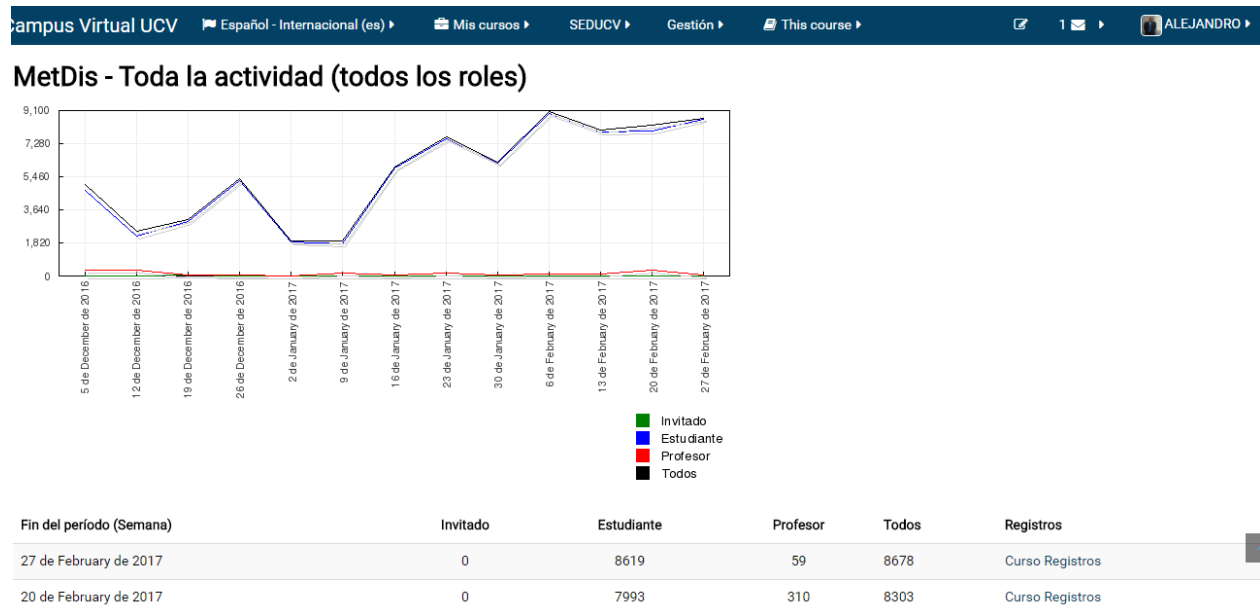 Campus Virtual UCV Español - Internacional (es) Mis cursos SEDUCV Gestión This course 1 ALEJANDRO
MetDis - Toda la actividad (todos los roles)
9,100
7,280
5,460
3,640
1,820
0
5 de December de 2016
12 de December de 2016
19 de December de 2016
26 de December de 2016
2 de January de 2017
9 de January de 2017
16 de January de 2017
23 de January de 2017
30 de January de 2017
6 de February de 2017
13 de February de 2017
20 de February de 2017
27 de February de 2017
Invitado
Estudiante
Profesor
Todos
Fin del período (Semana) Invitado Estudiante Profesor Todos Registros
27 de February de 2017 0 8619 59 8678 Curso Registros
20 de February de 2017 0 7993 310 8303 Curso Registros